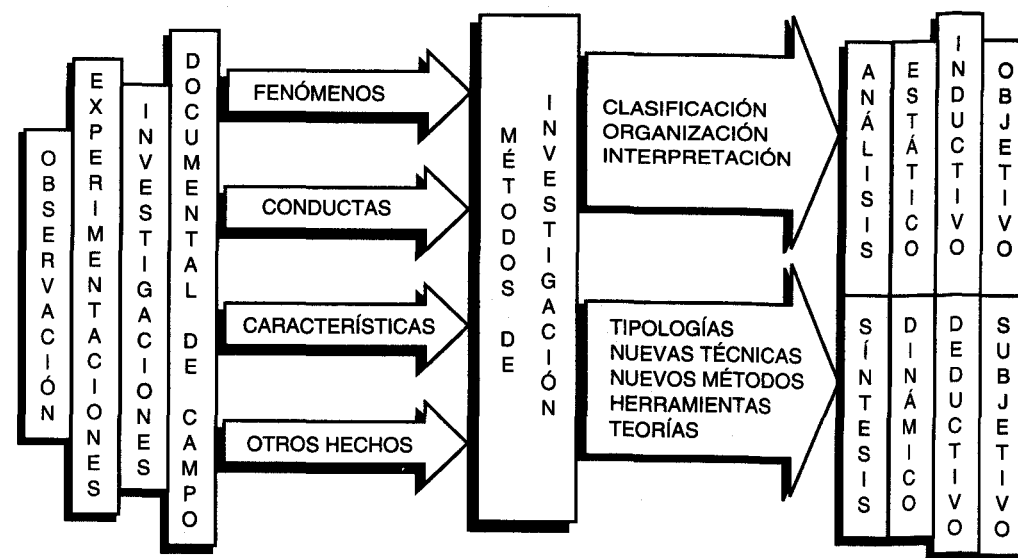 OBSERVACIÓN
EXPERIMENTACIONES
INVESTIGACIONES
DOCUMENTAL DE CAMPO
FENÓMENOS
CONDUCTAS
CARACTERÍSTICAS
OTROS HECHOS
MÉTODOS DE
INVESTIGACIÓN
CLASIFICACIÓN
ORGANIZACIÓN
INTERPRETACIÓN
TIPOLOGÍAS
NUEVAS TÉCNICAS
NUEVOS MÉTODOS
HERRAMIENTAS
TEORÍAS
ANÁLISIS
ESTÁTICO
INDUCTIVO
OBJETIVO
SÍNTESIS
DINÁMICO
DEDUCTIVO
SUBJETIVO